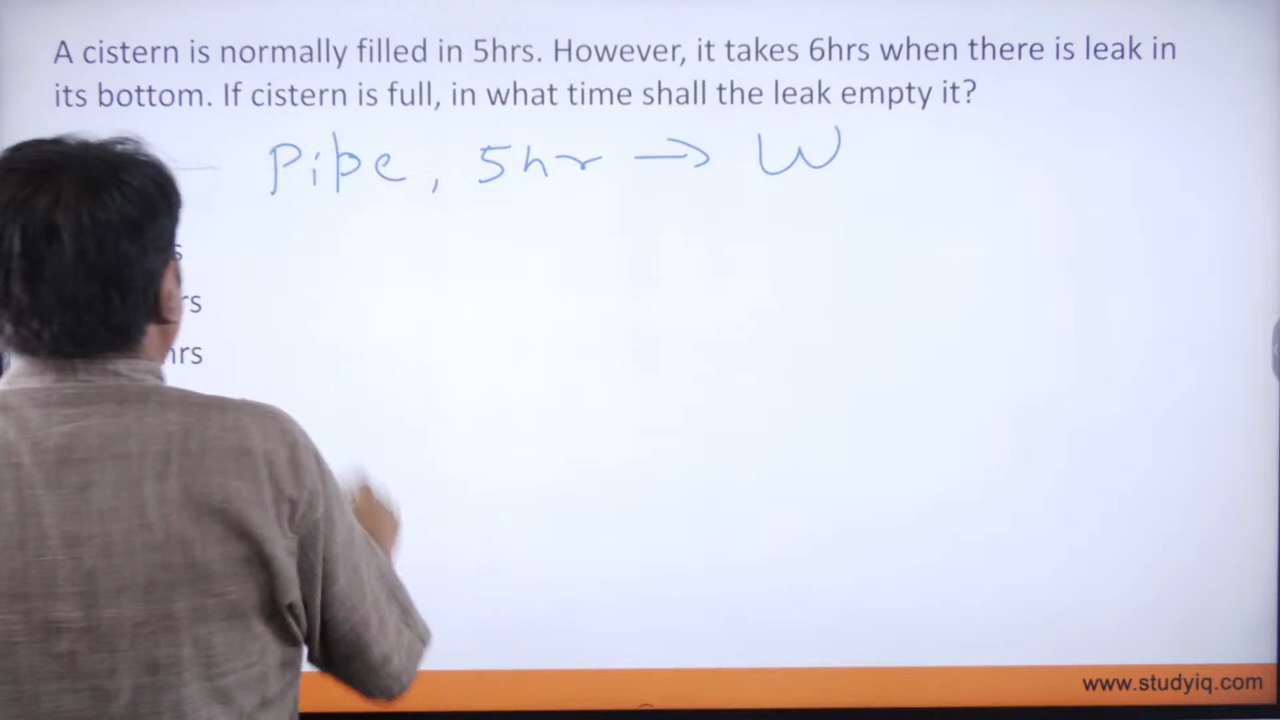 A cistern is normally filled in 5hrs. However, it takes 6hrs when there is leak in
its bottom. If cistern is full, in what time shall the leak empty it?
Pipe, 5hr → W
hrs
www.studyiq.com